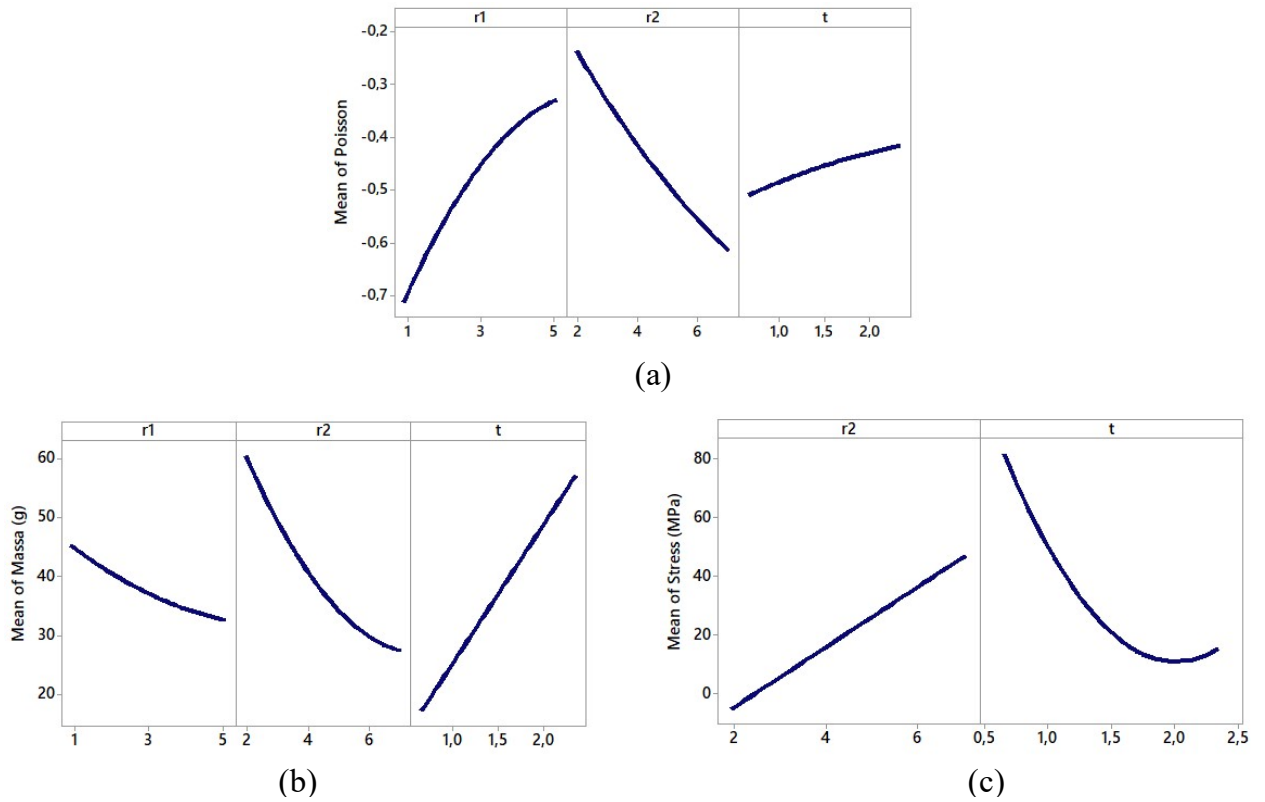 r1 r2 t
-0,2
-0,3
-0,4
-0,5
-0,6
-0,7
Mean of Poisson
1 3 5 2 4 6 1,0 1,5 2,0
(a)
r1 r2 t
60
50
40
30
20
Mean of Massa (g)
1 3 5 2 4 6 1,0 1,5 2,0
(b)
r2 t
80
60
40
20
0
Mean of Stress (MPa)
2 4 6 0,5 1,0 1,5 2,0 2,5
(c)